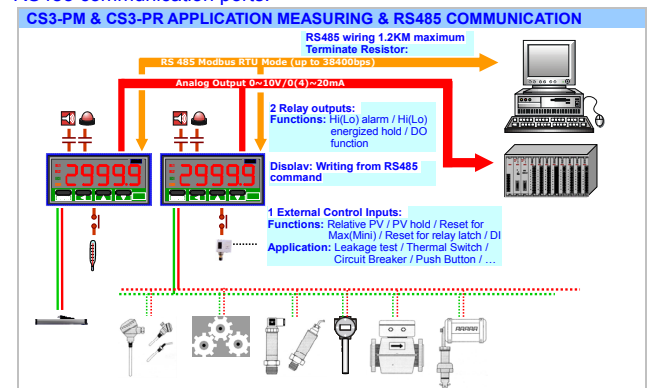 RS485 communication ports.
CS3-PM & CS3-PR APPLICATION MEASURING & RS485 COMMUNICATION
RS485 wiring 1.2KM maximum
Terminate Resistor:
RS 485 Modbus RTU Mode (up to 38400bps)
Analog Output 0~10V/0(4)~20mA
2 Relay outputs:
Functions: Hi(Lo) alarm / Hi(Lo)
energized hold / DO
function
29999
29999
Display: Writing from RS485
command
1 External Control Inputs:
Functions: Relative PV / PV hold / Reset for
Max(Mini) / Reset for relay latch / DI
Application: Leakage test / Thermal Switch /
Circuit Breaker / Push Button / …